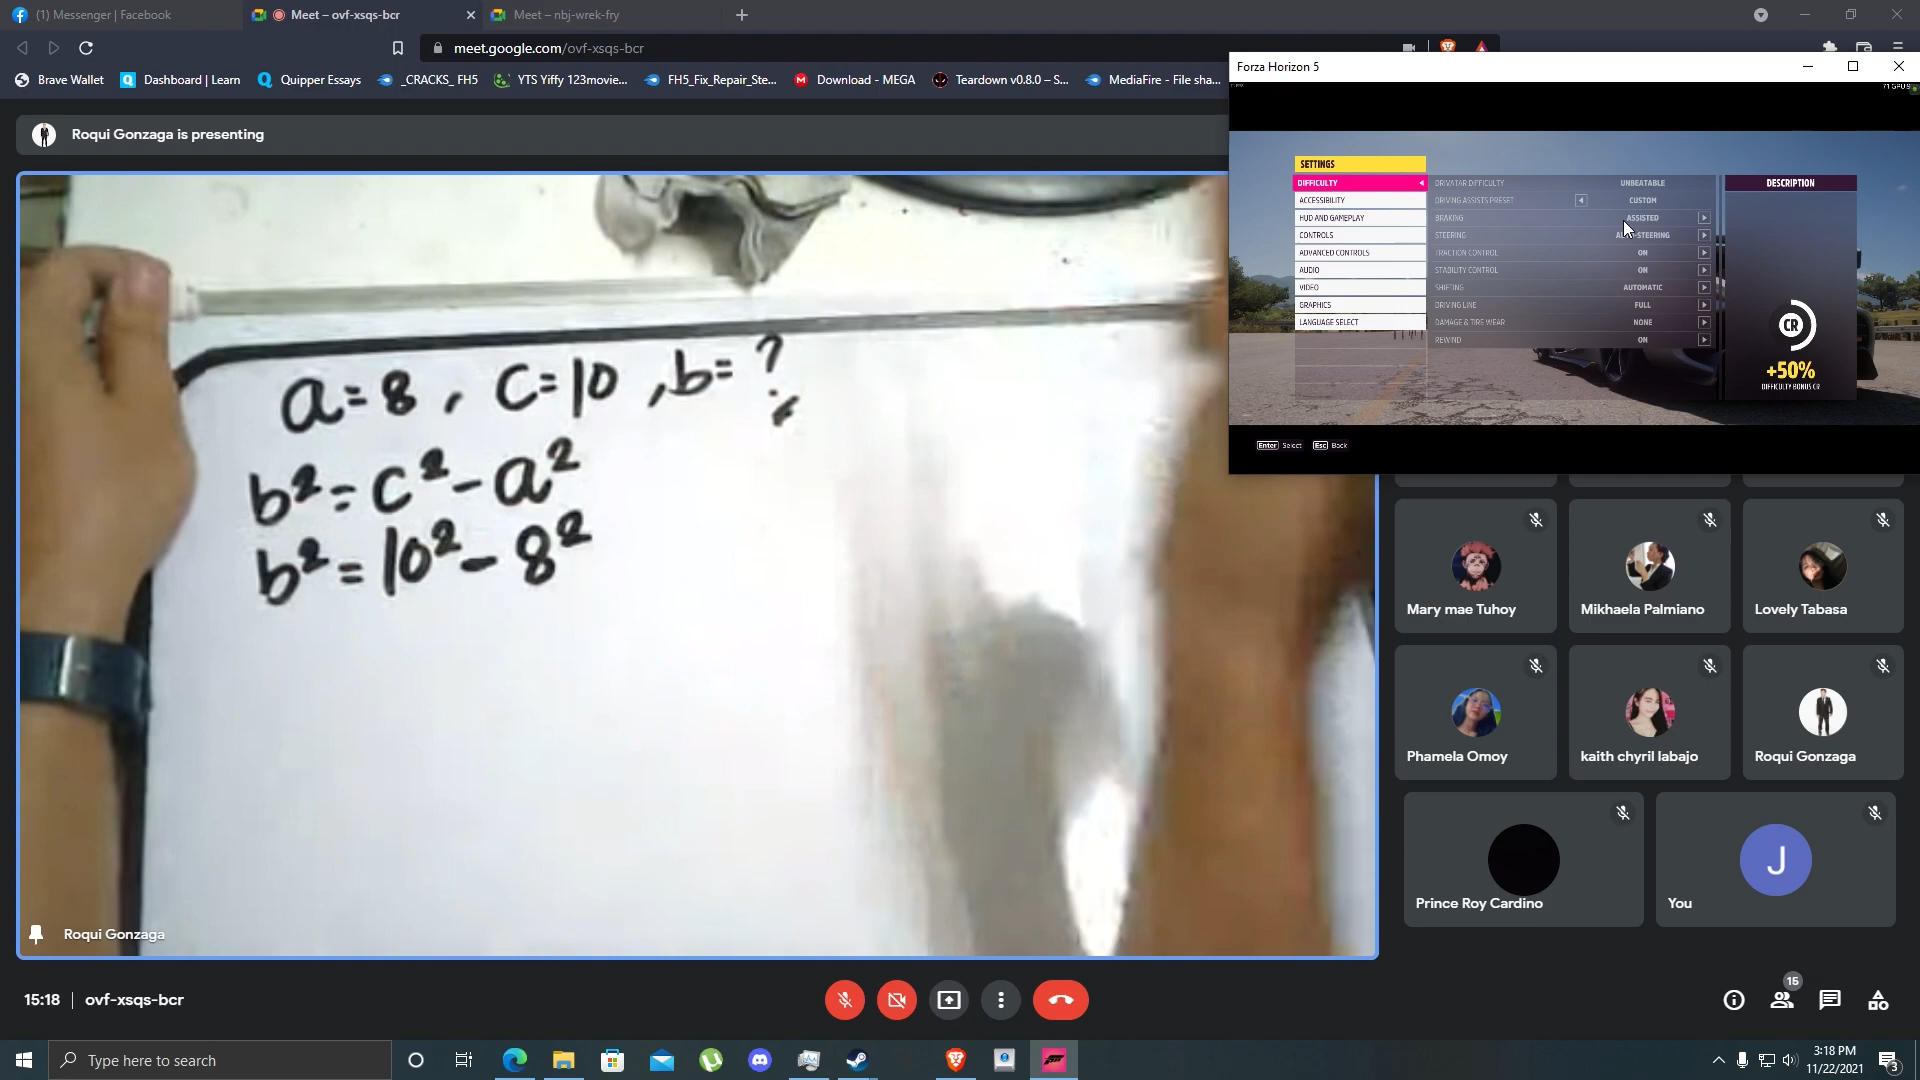 (1) Messenger | Facebook
Meet – ovf-xsqs-bcr
Meet – nbj-wrek-fry
meet.google.com/ovf-xsqs-bcr
Brave Wallet
Dashboard | Learn
Quipper Essays
_CRACKS_ FH5
YTS Yiffy 123movie...
FH5_Fix_Repair_Ste...
Download - MEGA
Teardown v0.8.0 – S...
MediaFire - File sha...
Roqui Gonzaga is presenting
a=8, c=10, b=?
b²=c²-a²
b²=10²-8²
Roqui Gonzaga
Forza Horizon 5
SETTINGS
DIFFICULTY
ACCESSIBILITY
HUD AND GAMEPLAY
CONTROLS
ADVANCED CONTROLS
AUDIO
VIDEO
GRAPHICS
LANGUAGE SELECT
DRIVATAR DIFFICULTY UNBEATABLE
DRIVING ASSISTS PRESET CUSTOM
BRAKING ASSISTED
STEERING
TRACTION CONTROL ON
STABILITY CONTROL ON
SHIFTING AUTOMATIC
DRIVING LINE FULL
DAMAGE & TIRE WEAR NONE
REWIND ON
DESCRIPTION
CR
+50%
DIFFICULTY BONUS CR
Enter Select Esc Back
Mary mae Tuhoy
Mikhaela Palmiano
Lovely Tabasa
Phamela Omoy
kaith chyril labajo
Roqui Gonzaga
Prince Roy Cardino
J
You
15:18 | ovf-xsqs-bcr
15
Type here to search
3:18 PM
11/22/2021
3